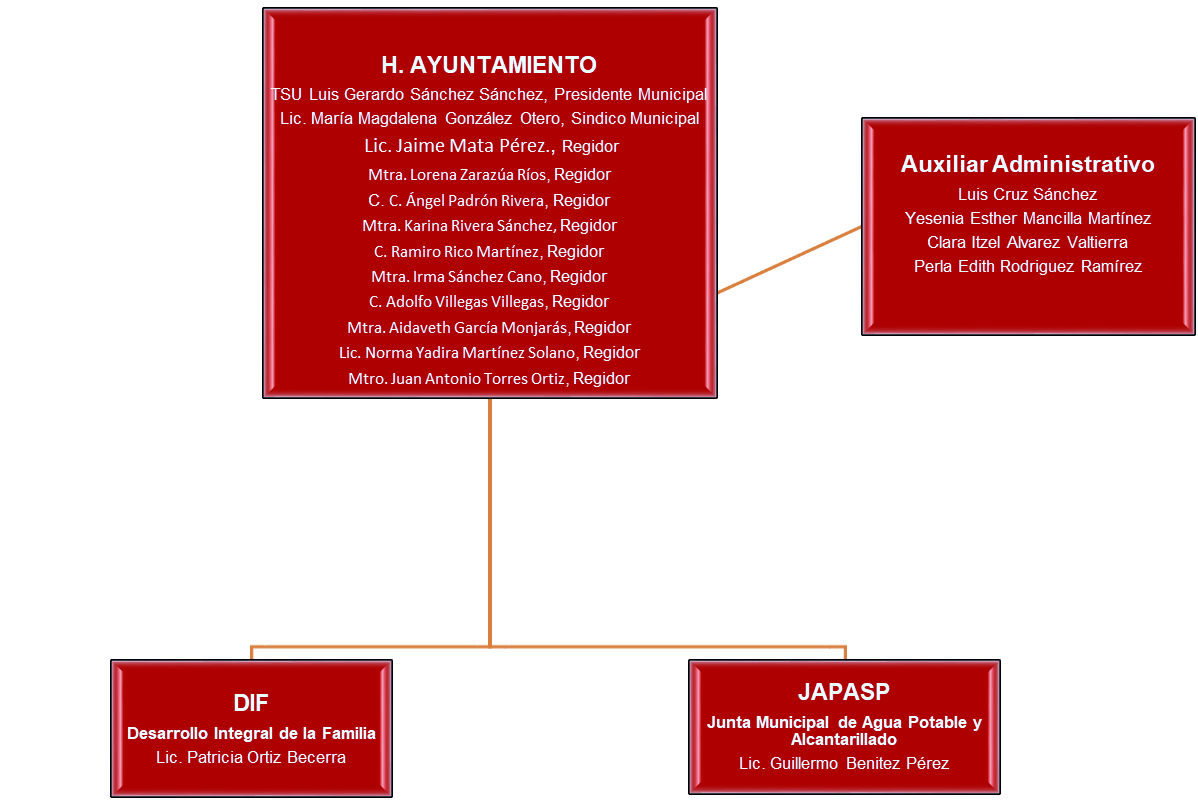 H. AYUNTAMIENTO
TSU Luis Gerardo Sánchez Sánchez, Presidente Municipal
Lic. María Magdalena González Otero, Sindico Municipal
Lic. Jaime Mata Pérez., Regidor
Mtra. Lorena Zarazúa Ríos, Regidor
C. C. Ángel Padrón Rivera, Regidor
Mtra. Karina Rivera Sánchez, Regidor
C. Ramiro Rico Martínez, Regidor
Mtra. Irma Sánchez Cano, Regidor
C. Adolfo Villegas Villegas, Regidor
Mtra. Aidaveth García Monjarás, Regidor
Lic. Norma Yadira Martínez Solano, Regidor
Mtro. Juan Antonio Torres Ortiz, Regidor
Auxiliar Administrativo
Luis Cruz Sánchez
Yesenia Esther Mancilla Martínez
Clara Itzel Alvarez Valtierra
Perla Edith Rodriguez Ramírez
DIF
Desarrollo Integral de la Familia
Lic. Patricia Ortiz Becerra
JAPASP
Junta Municipal de Agua Potable y
Alcantarillado
Lic. Guillermo Benitez Pérez